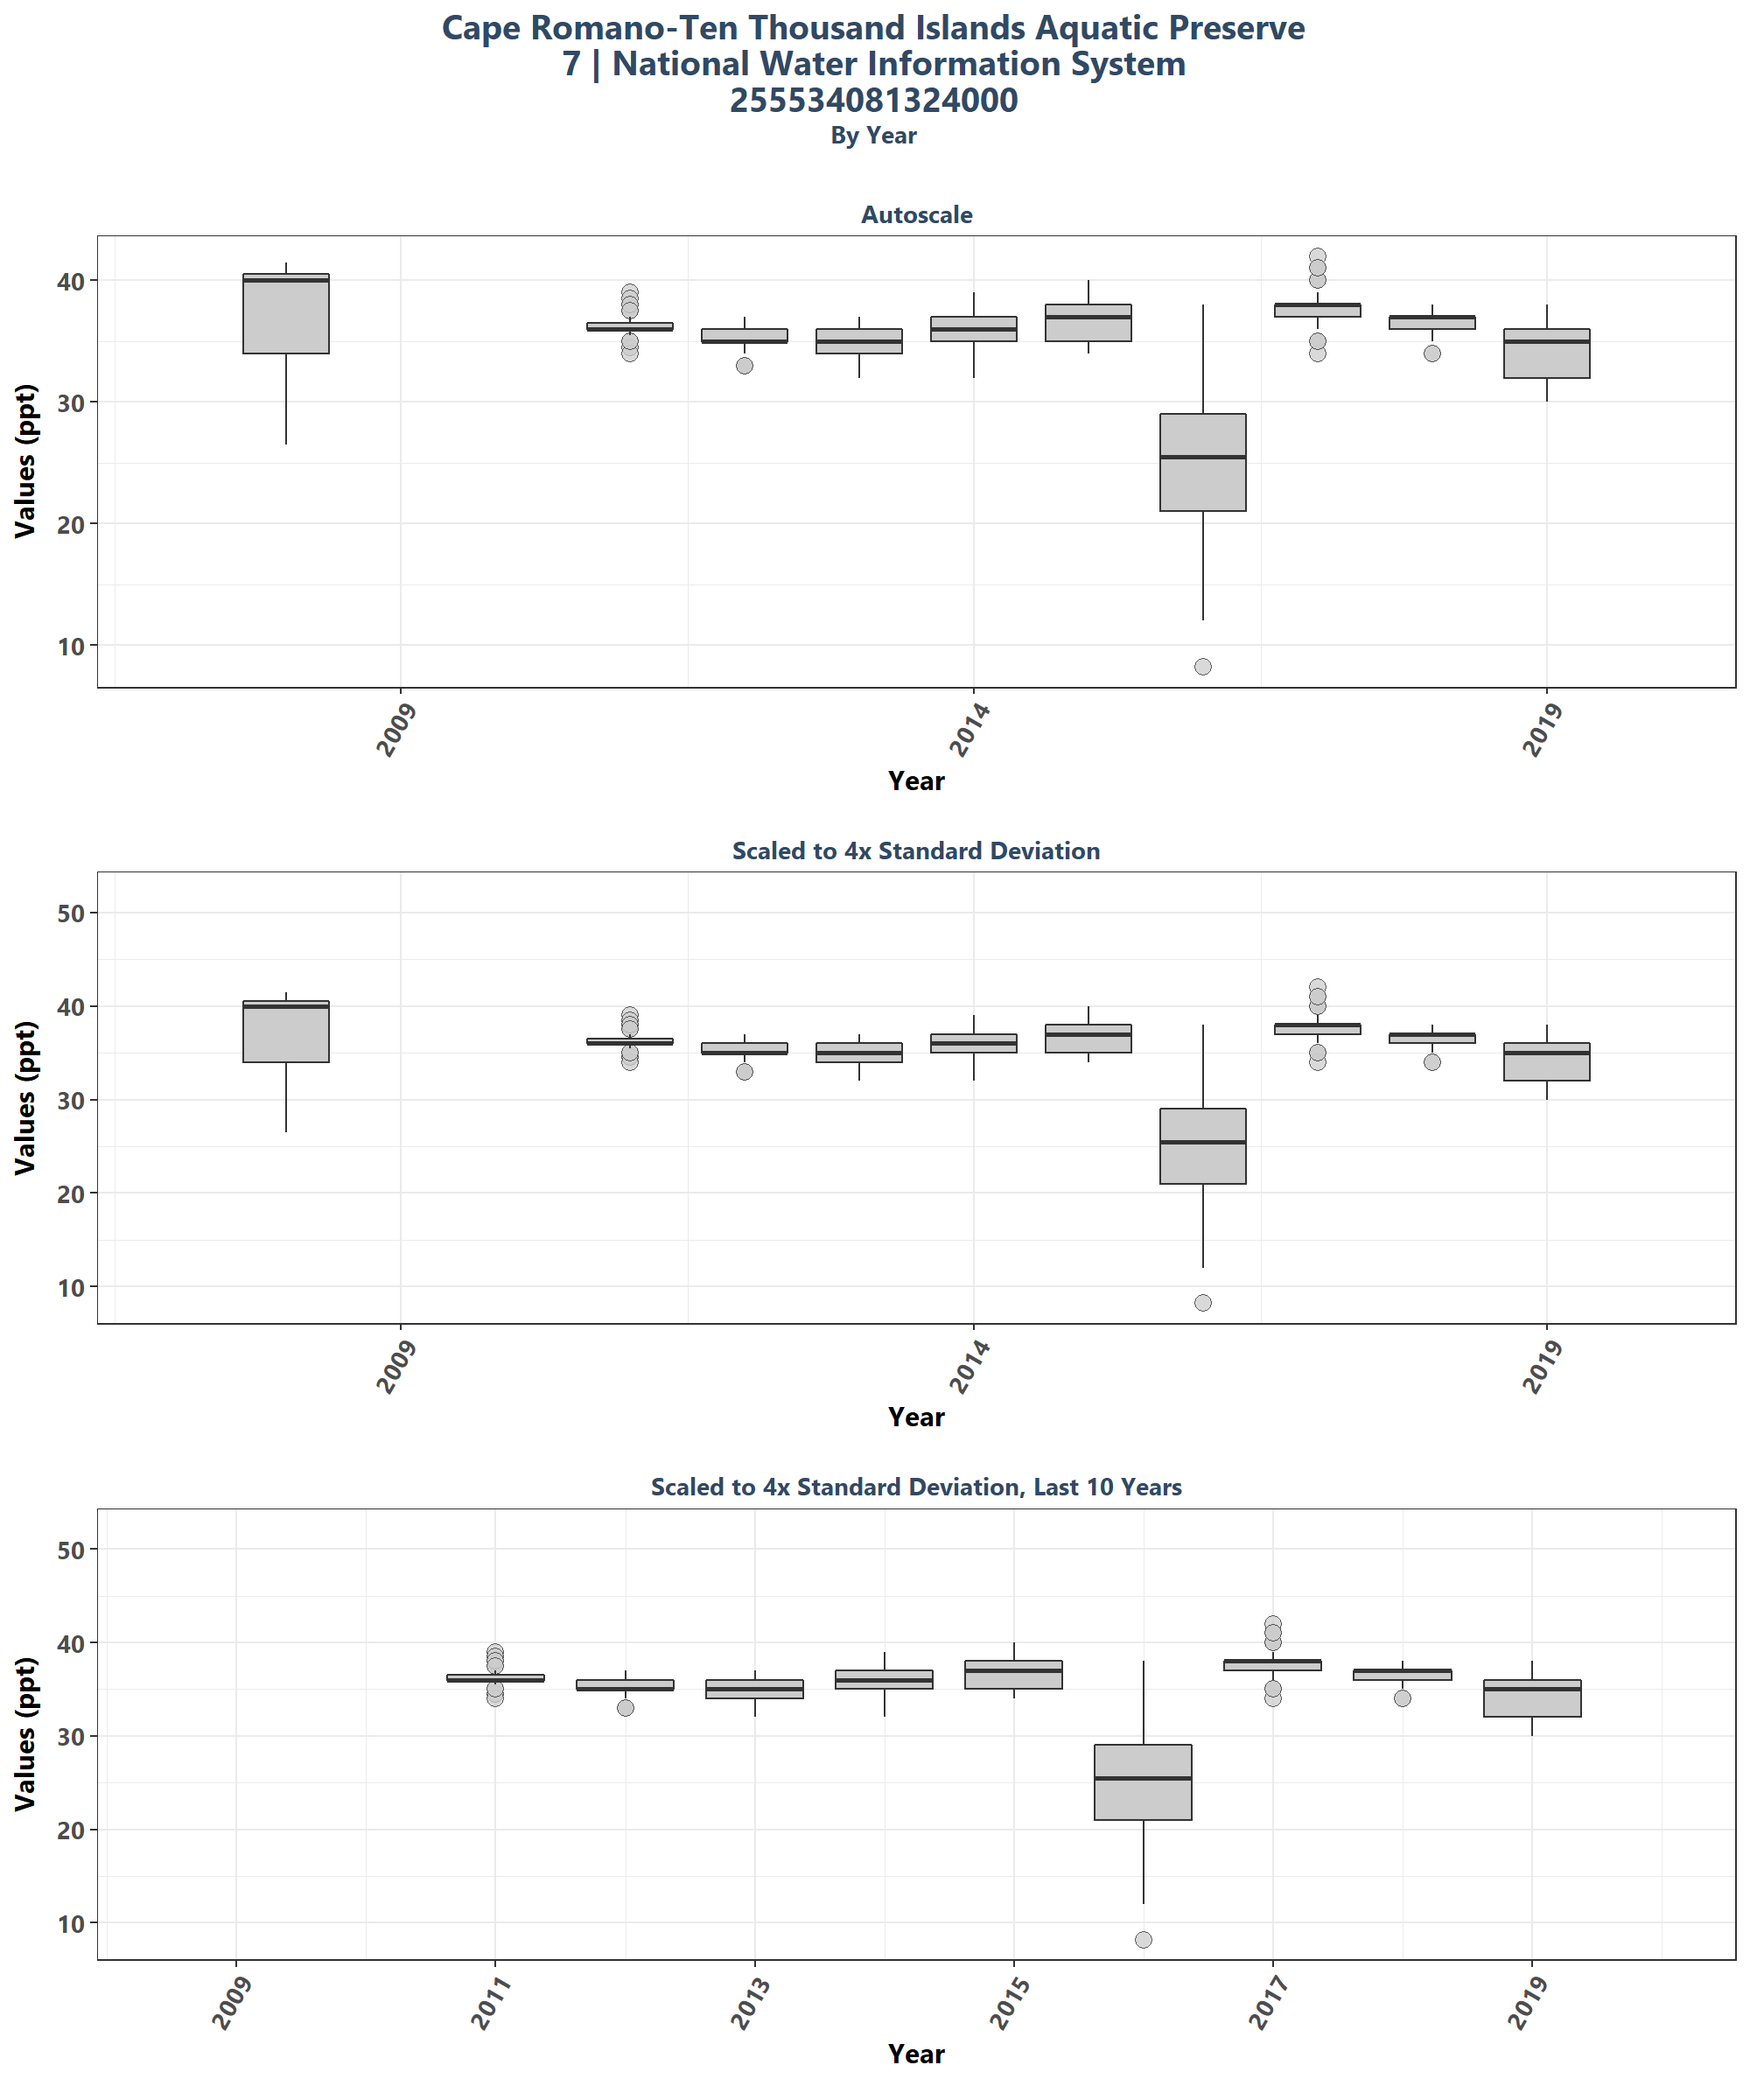 Cape Romano-Ten Thousand Islands Aquatic Preserve
7 | National Water Information System
255534081324000
By Year
Autoscale
Values (ppt)
40
30
20
10
2009
2014
2019
Year
Scaled to 4x Standard Deviation
Values (ppt)
50
40
30
20
10
2009
2014
2019
Year
Scaled to 4x Standard Deviation, Last 10 Years
Values (ppt)
50
40
30
20
10
2009
2011
2013
2015
2017
2019
Year